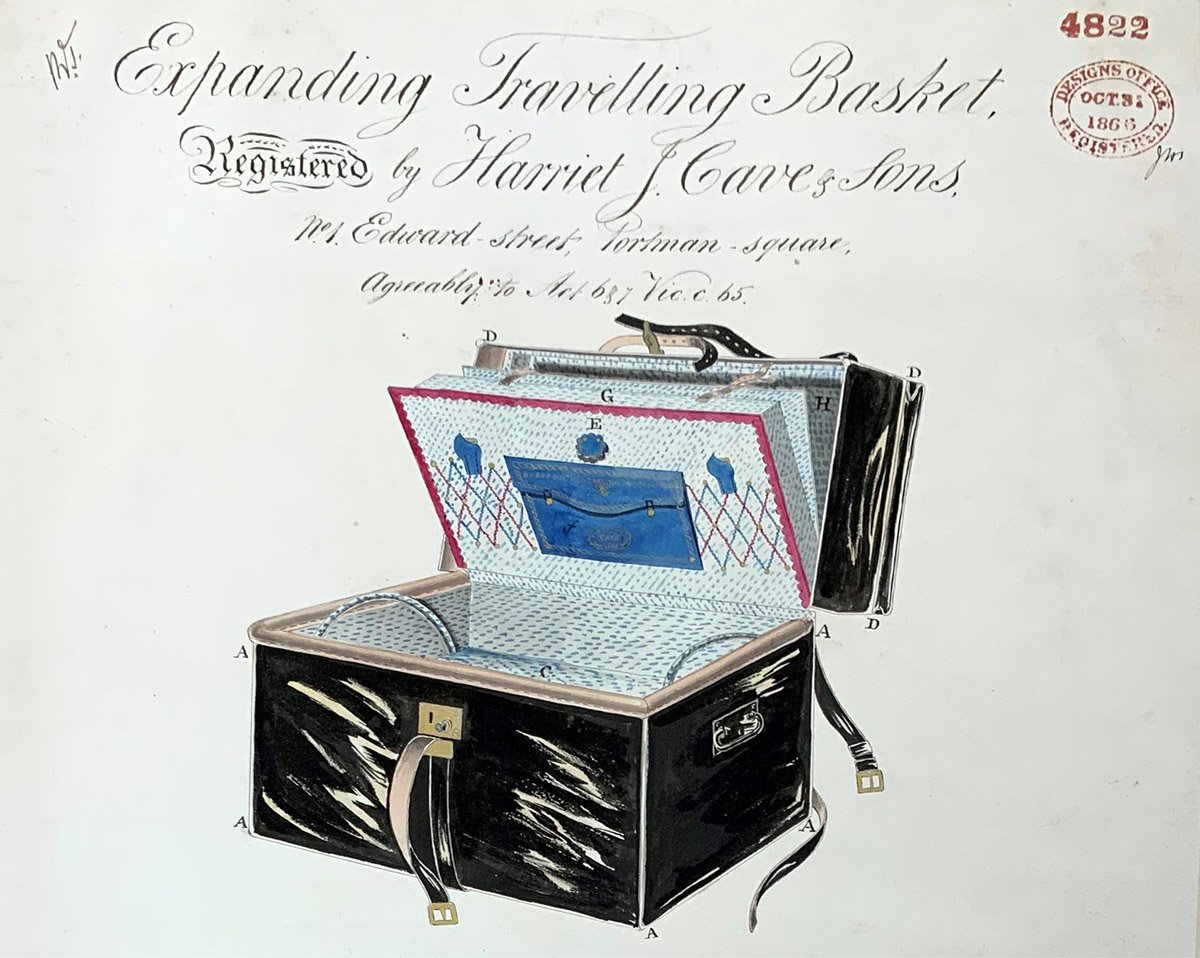 4822
DESIGNS OFFICE
OCT. 31
1866
REGISTERED
Expanding Travelling Basket,
Registered by Harriet J. Cave & Sons,
No. 1. Edward-street, Portman-square,
Agreeably to Act 6 & 7 Vic. c. 65.
D
D
G
H
E
f
CAVE
D
A
A
C
A
A
A